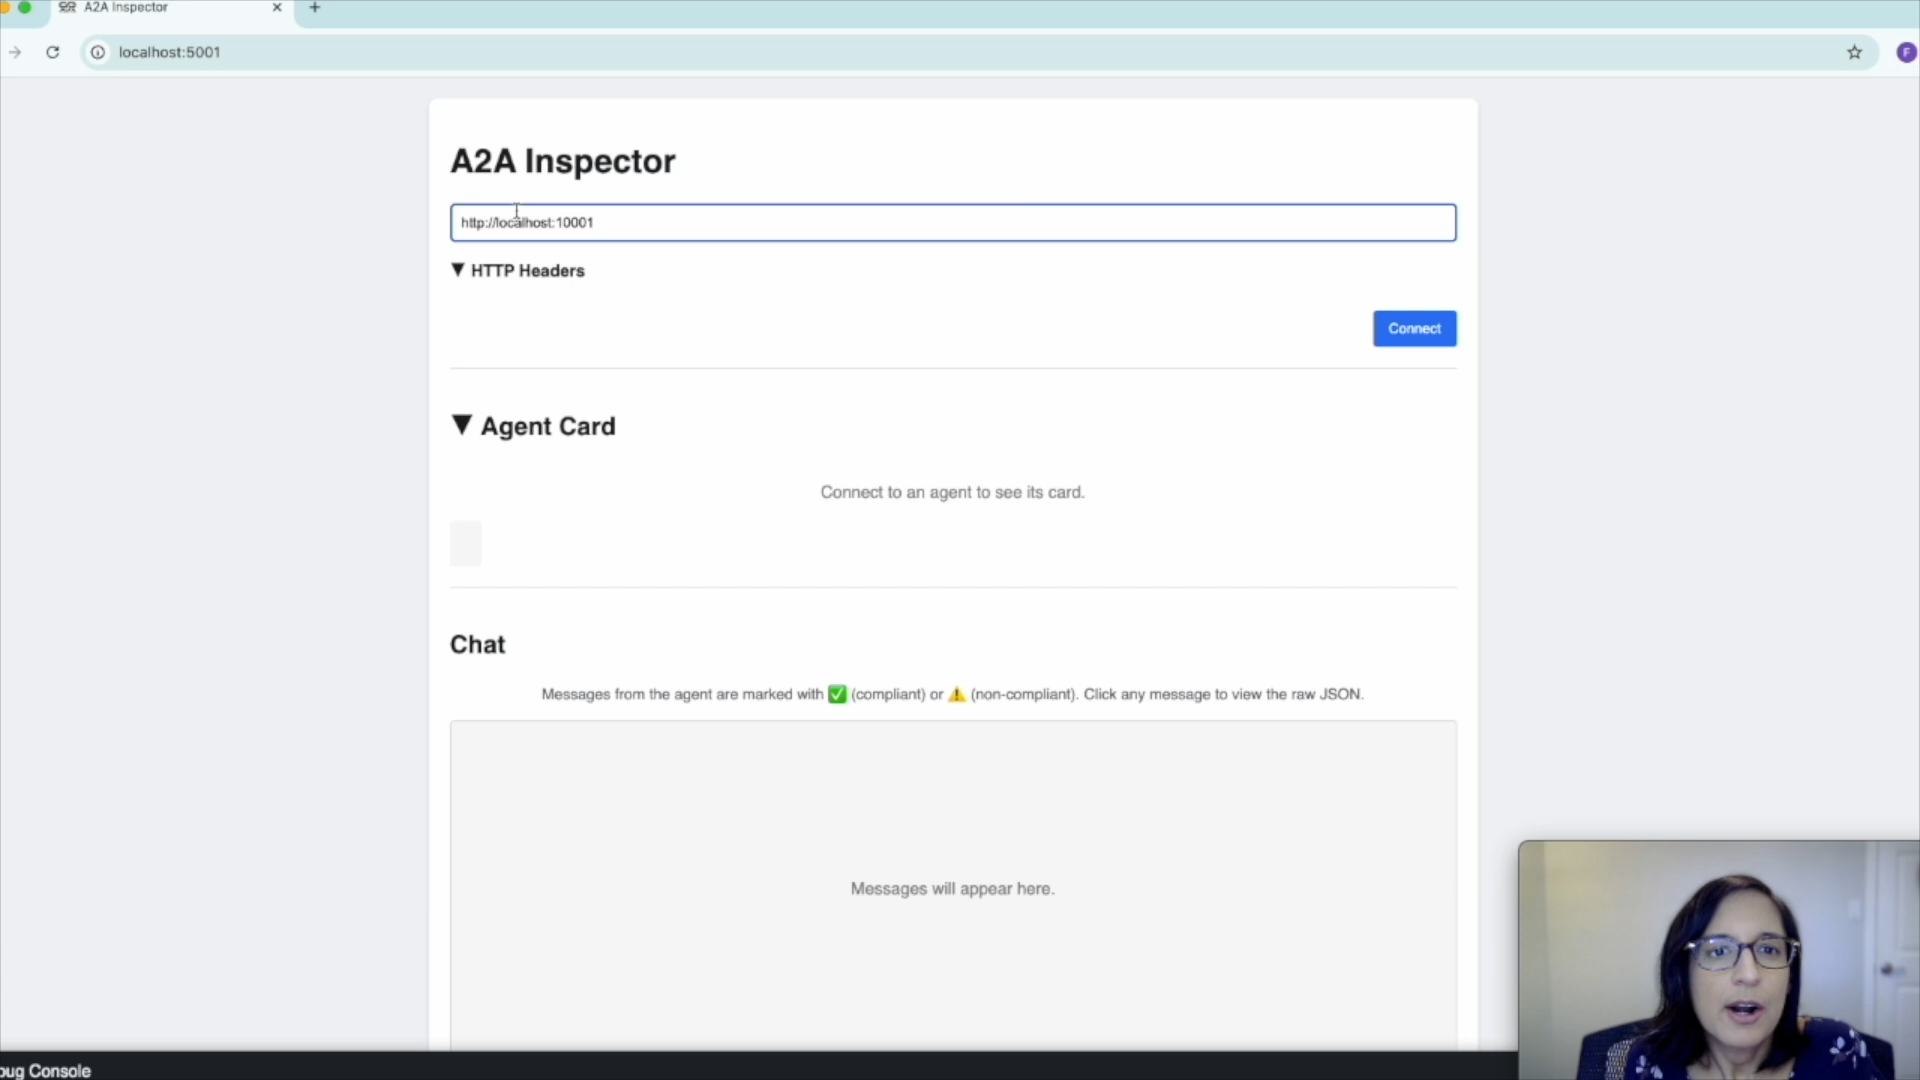 A2A Inspector
localhost:5001
F
A2A Inspector
http://localhost:10001
▼ HTTP Headers
Connect
▼ Agent Card
Connect to an agent to see its card.
Chat
Messages from the agent are marked with ✅ (compliant) or ⚠️ (non-compliant). Click any message to view the raw JSON.
Messages will appear here.
bug Console